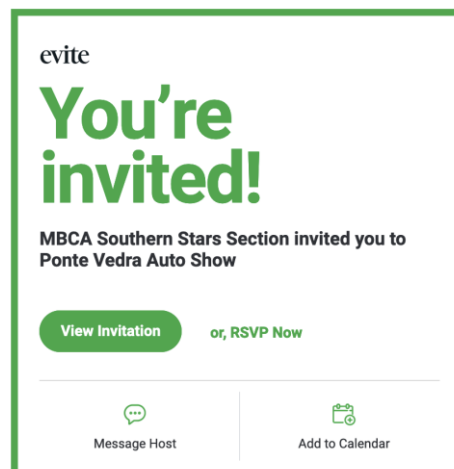 evite
You're
invited!
MBCA Southern Stars Section invited you to
Ponte Vedra Auto Show
View Invitation
or, RSVP Now
Message Host
Add to Calendar